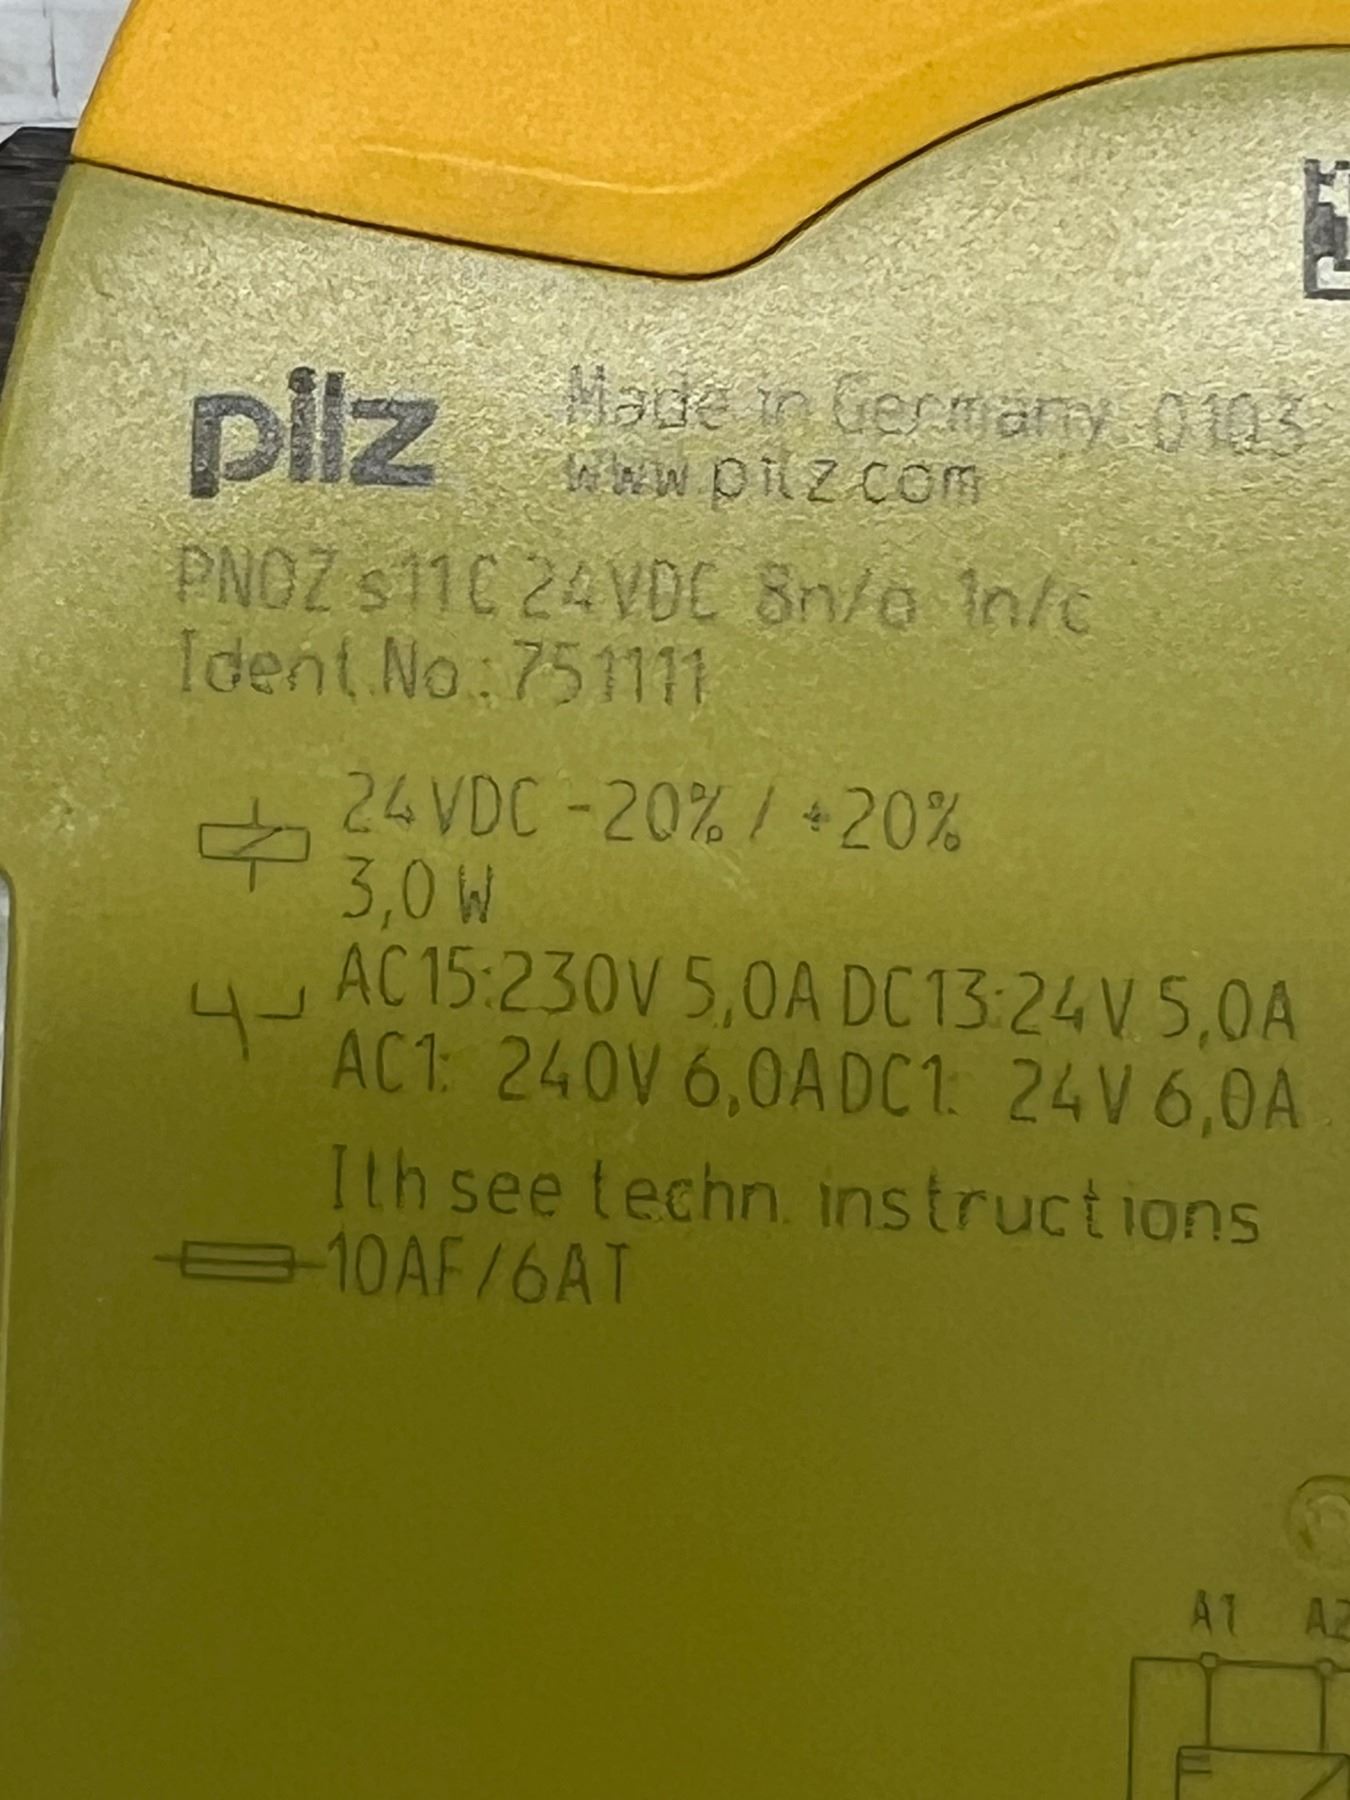 pilz
Made in Germany 0103
www.pilz.com
PNOZ s11 C 24VDC 8n/o 1n/c
Ident.No.: 751111
24VDC -20% / +20%
3,0 W
AC15:230V 5,0A DC13:24V 5,0A
AC1: 240V 6,0A DC1: 24V 6,0A
Ith see techn. instructions
10AF/6AT
A1 A2